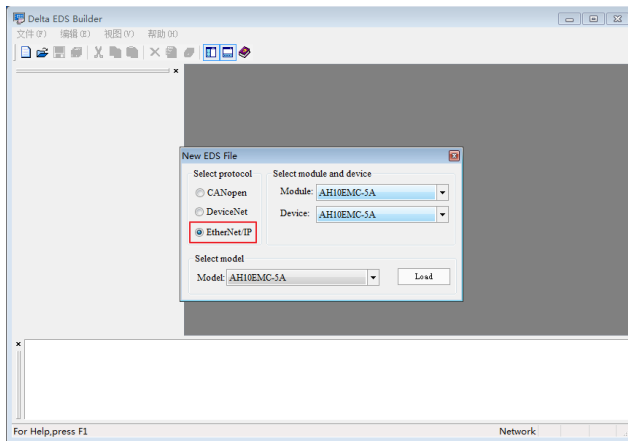 Delta EDS Builder
文件(F) 编辑(E) 视图(V) 帮助(H)
New EDS File
Select protocol
Select module and device
CANopen
Module: AH10EMC-5A
DeviceNet
Device: AH10EMC-5A
EtherNet/IP
Select model
Model: AH10EMC-5A
Load
For Help,press F1
Network